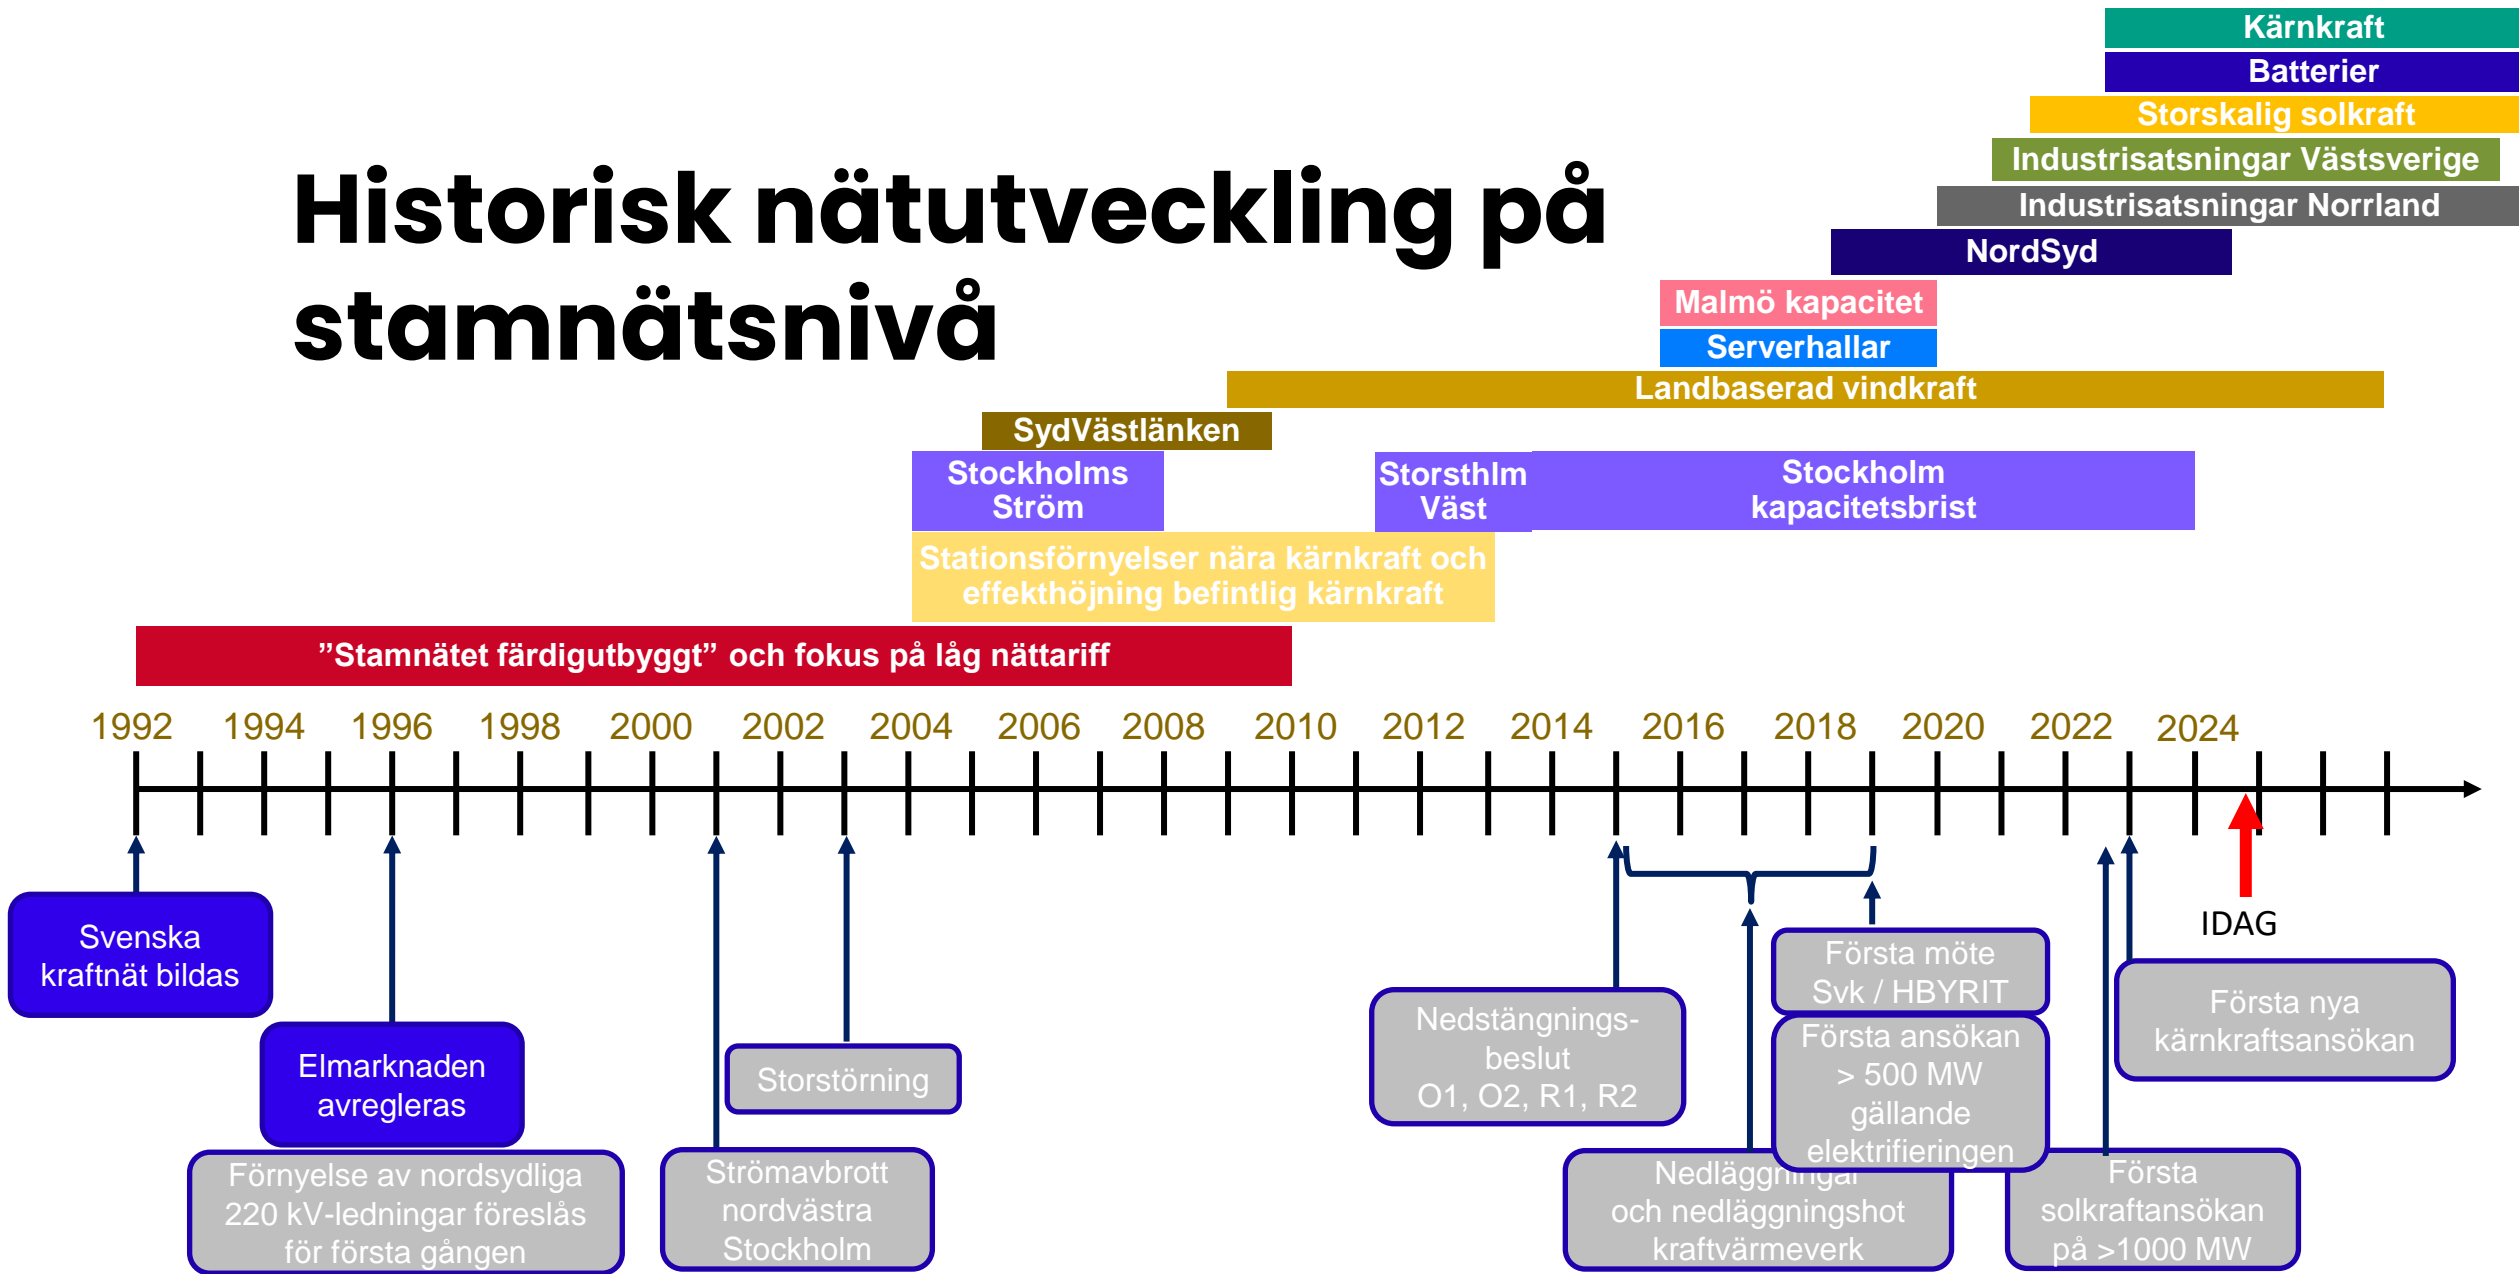 Kärnkraft
Batterier
Storskalig solkraft
Industrisatsningar Västsverige
Industrisatsningar Norrland
NordSyd
Historisk nätutveckling på
stamnätsnivå
Malmö kapacitet
Serverhallar
Landbaserad vindkraft
SydVästlänken
Stockholms
Ström
Storsthlm
Väst
Stockholm
kapacitetsbrist
Stationsförnyelser nära kärnkraft och
effekthöjning befintlig kärnkraft
”Stamnätet färdigutbyggt” och fokus på låg nättariff
1992 1994 1996 1998 2000 2002 2004 2006 2008 2010 2012 2014 2016 2018 2020 2022 2024
IDAG
Svenska
kraftnät bildas
Elmarknaden
avregleras
Förnyelse av nordsydliga
220 kV-ledningar föreslås
för första gången
Storstörning
Strömavbrott
nordvästra
Stockholm
Nedstängnings-
beslut
O1, O2, R1, R2
Första möte
Svk / HBYRIT
Första ansökan
> 500 MW
gällande
elektrifieringen
Nedläggningar
och nedläggningshot
kraftvärmeverk
Första
solkraftansökan
på >1000 MW
Första nya
kärnkraftsansökan